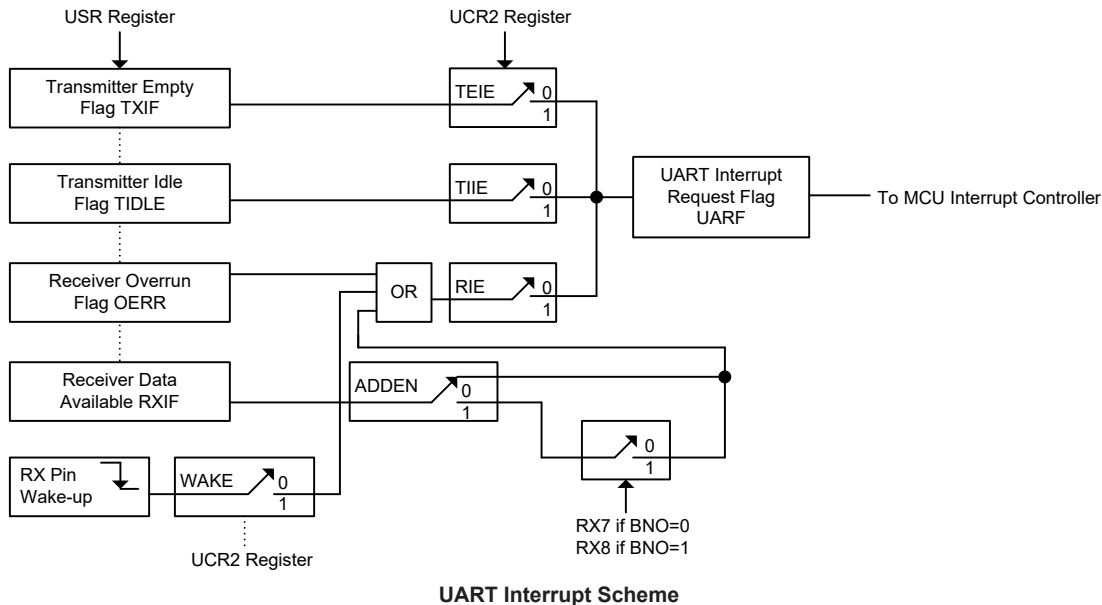 USR Register
UCR2 Register
Transmitter Empty
Flag TXIF
TEIE
0
1
Transmitter Idle
Flag TIDLE
TIIE
0
1
UART Interrupt
Request Flag
UARF
To MCU Interrupt Controller
Receiver Overrun
Flag OERR
OR
RIE
0
1
Receiver Data
Available RXIF
ADDEN
0
1
0
1
RX Pin
Wake-up
WAKE
0
1
RX7 if BNO=0
RX8 if BNO=1
UCR2 Register
UART Interrupt Scheme